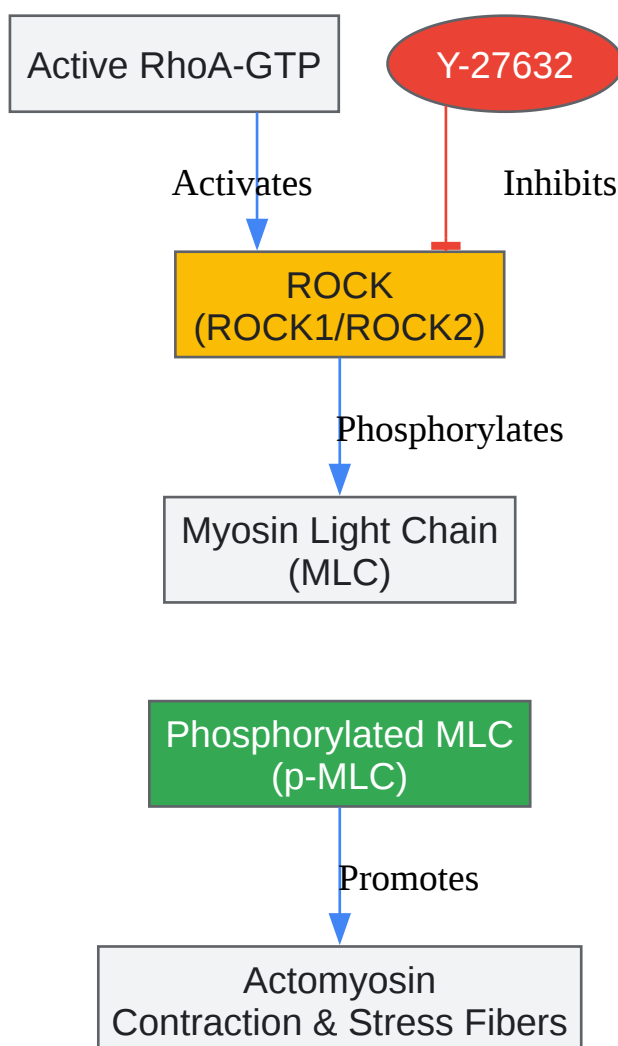 Active RhoA-GTP
Y-27632
Activates
Inhibits
ROCK
(ROCK1/ROCK2)
Phosphorylates
Myosin Light Chain
(MLC)
Phosphorylated MLC
(p-MLC)
Promotes
Actomyosin
Contraction & Stress Fibers